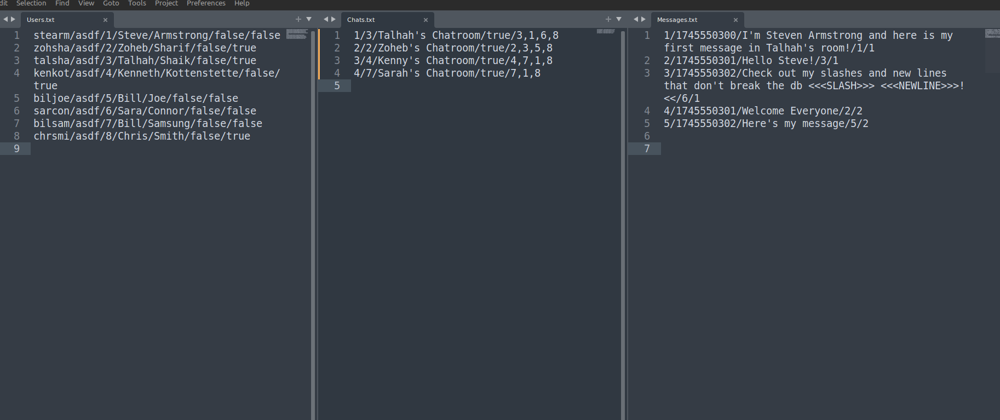 dit Selection Find View Goto Tools Project Preferences Help
Users.txt
1 stearm/asdf/1/Steve/Armstrong/false/false
2 zohsha/asdf/2/Zoheb/Sharif/false/true
3 talsha/asdf/3/Talhah/Shaik/false/true
4 kenkot/asdf/4/Kenneth/Kottenstette/false/
true
5 biljoe/asdf/5/Bill/Joe/false/false
6 sarcon/asdf/6/Sara/Connor/false/false
7 bilsam/asdf/7/Bill/Samsung/false/false
8 chrsmi/asdf/8/Chris/Smith/false/true
9
Chats.txt
1 1/3/Talhah's Chatroom/true/3,1,6,8
2 2/2/Zoheb's Chatroom/true/2,3,5,8
3 3/4/Kenny's Chatroom/true/4,7,1,8
4 4/7/Sarah's Chatroom/true/7,1,8
5
Messages.txt
1 1/1745550300/I'm Steven Armstrong and here is my
first message in Talhah's room!/1/1
2 2/1745550301/Hello Steve!/3/1
3 3/1745550302/Check out my slashes and new lines
that don't break the db <<<SLASH>>> <<<NEWLINE>>>!
<</6/1
4 4/1745550301/Welcome Everyone/2/2
5 5/1745550302/Here's my message/5/2
6
7